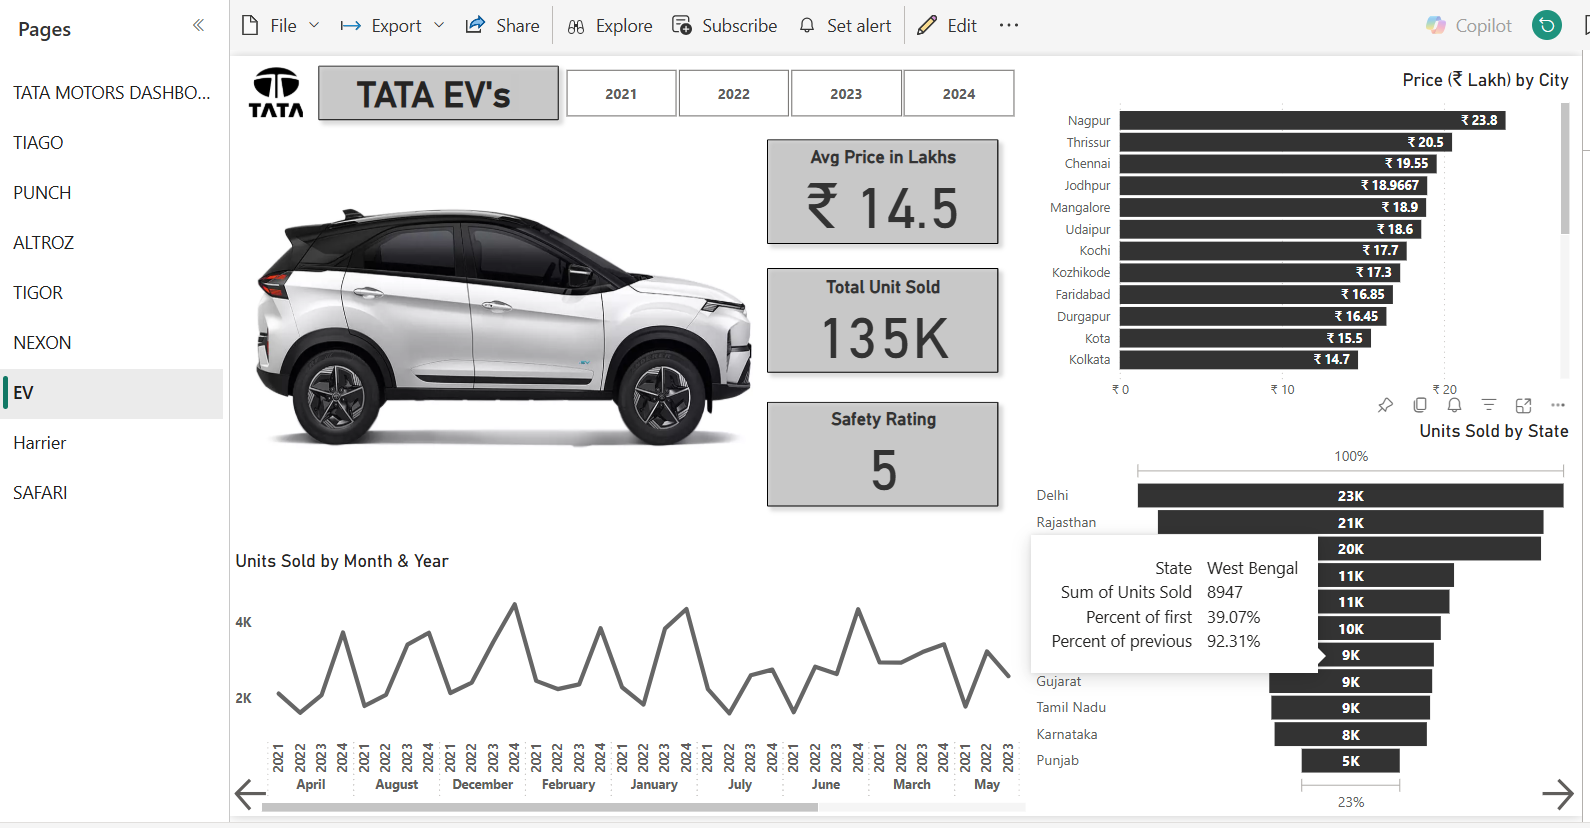 Pages
TATA MOTORS DASHBO...
TIAGO
PUNCH
ALTROZ
TIGOR
NEXON
EV
Harrier
SAFARI
File
Export
Share
Explore
Subscribe
Set alert
Edit
Copilot
TATA
TATA EV's
2021
2022
2023
2024
Avg Price in Lakhs
₹ 14.5
Total Unit Sold
135K
Safety Rating
5
Price (₹ Lakh) by City
Nagpur ₹ 23.8
Thrissur ₹ 20.5
Chennai ₹ 19.55
Jodhpur ₹ 18.9667
Mangalore ₹ 18.9
Udaipur ₹ 18.6
Kochi ₹ 17.7
Kozhikode ₹ 17.3
Faridabad ₹ 16.85
Durgapur ₹ 16.45
Kota ₹ 15.5
Kolkata ₹ 14.7
₹ 0 ₹ 10 ₹ 20
Units Sold by State
100%
Delhi 23K
Rajasthan 21K
20K
11K
11K
10K
9K
Gujarat 9K
Tamil Nadu 9K
Karnataka 8K
Punjab 5K
23%
State West Bengal
Sum of Units Sold 8947
Percent of first 39.07%
Percent of previous 92.31%
Units Sold by Month & Year
4K
2K
2021 2022 2023 2024 2021 2022 2023 2024 2021 2022 2023 2024 2021 2022 2023 2024 2021 2022 2023 2024 2021 2022 2023 2024 2021 2022 2023 2024 2021 2022 2023 2024 2021 2022 2023
April August December February January July June March May